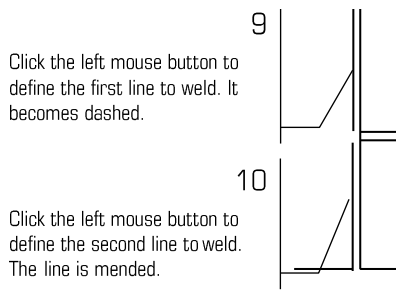 9
Click the left mouse button to
define the first line to weld. It
becomes dashed.
10
Click the left mouse button to
define the second line to weld.
The line is mended.